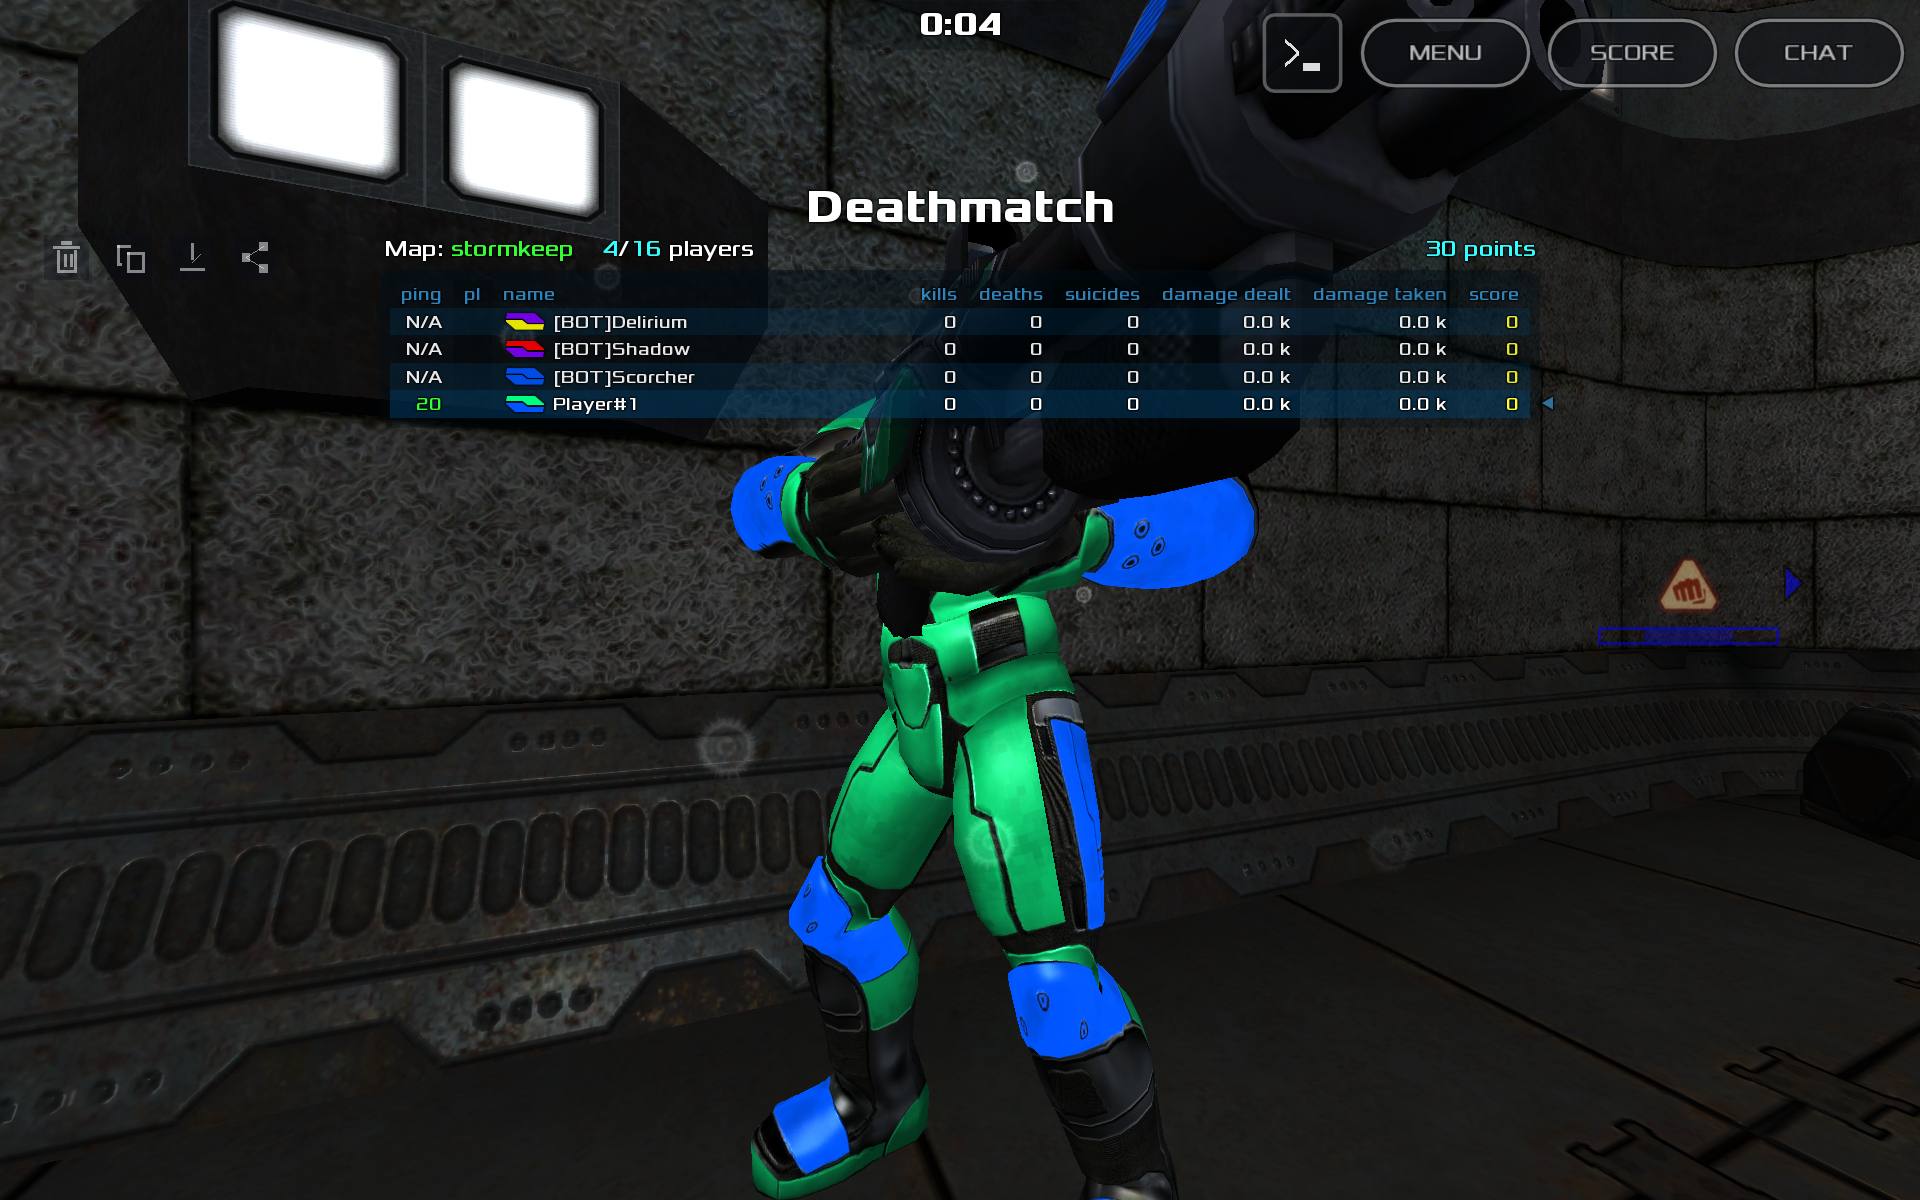 0:04
>_ MENU SCORE CHAT
Deathmatch
Map: stormkeep 4/16 players 30 points
ping pl name kills deaths suicides damage dealt damage taken score
N/A [BOT]Delirium 0 0 0 0.0 k 0.0 k 0
N/A [BOT]Shadow 0 0 0 0.0 k 0.0 k 0
N/A [BOT]Scorcher 0 0 0 0.0 k 0.0 k 0
20 Player#1 0 0 0 0.0 k 0.0 k 0